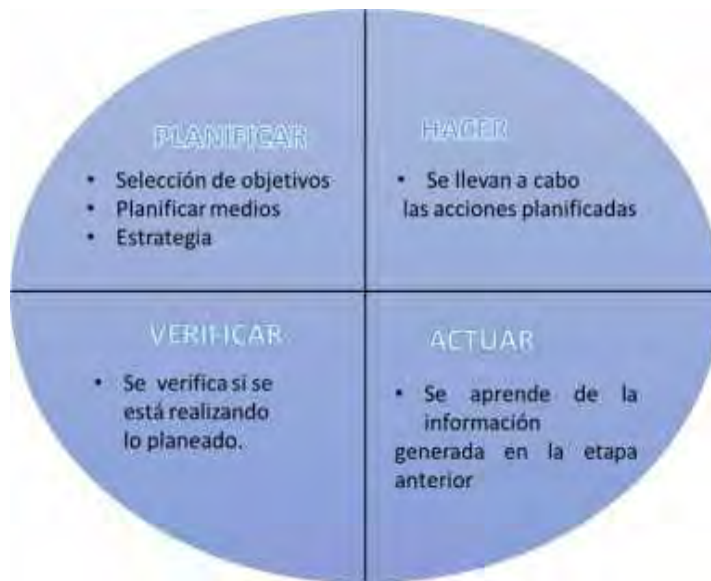 PLANIFICAR
• Selección de objetivos
• Planificar medios
• Estrategia
HACER
• Se llevan a cabo
las acciones planificadas
VERIFICAR
• Se verifica si se
está realizando
lo planeado.
ACTUAR
• Se aprende de la
información
generada en la etapa
anterior